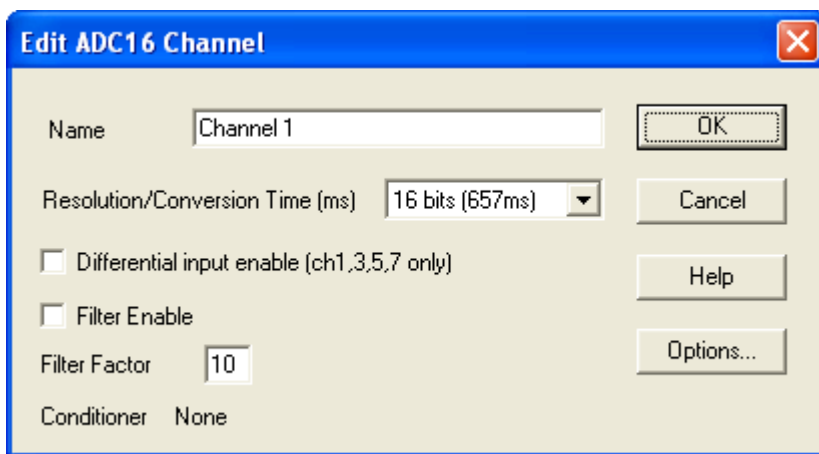 Edit ADC16 Channel
Name Channel 1 OK
Resolution/Conversion Time (ms) 16 bits (657ms) Cancel
Differential input enable (ch1,3,5,7 only) Help
Filter Enable
Filter Factor 10 Options...
Conditioner None